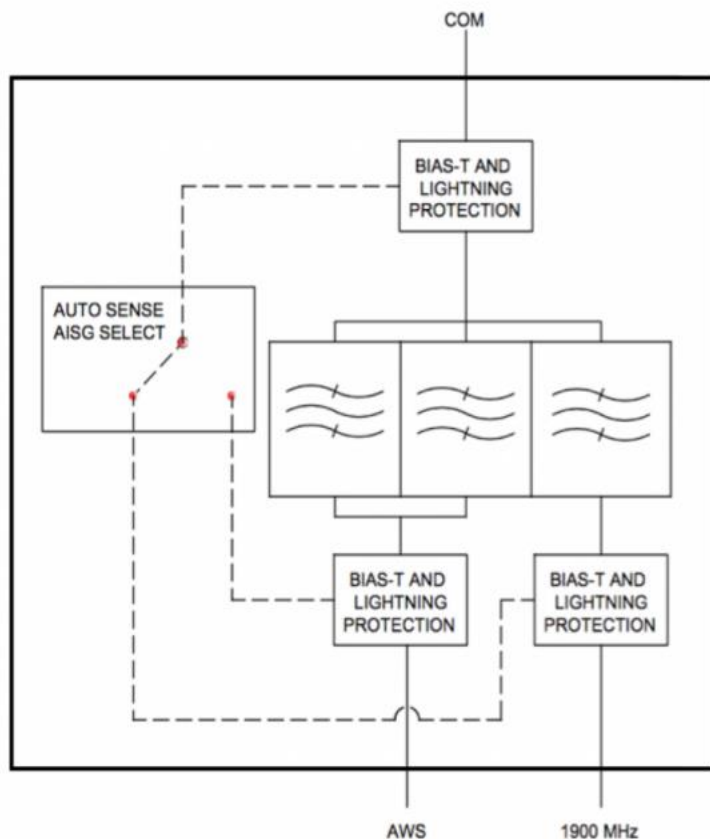 COM
BIAS-T AND
LIGHTNING
PROTECTION
AUTO SENSE
AISG SELECT
BIAS-T AND
LIGHTNING
PROTECTION
BIAS-T AND
LIGHTNING
PROTECTION
AWS
1900 MHz